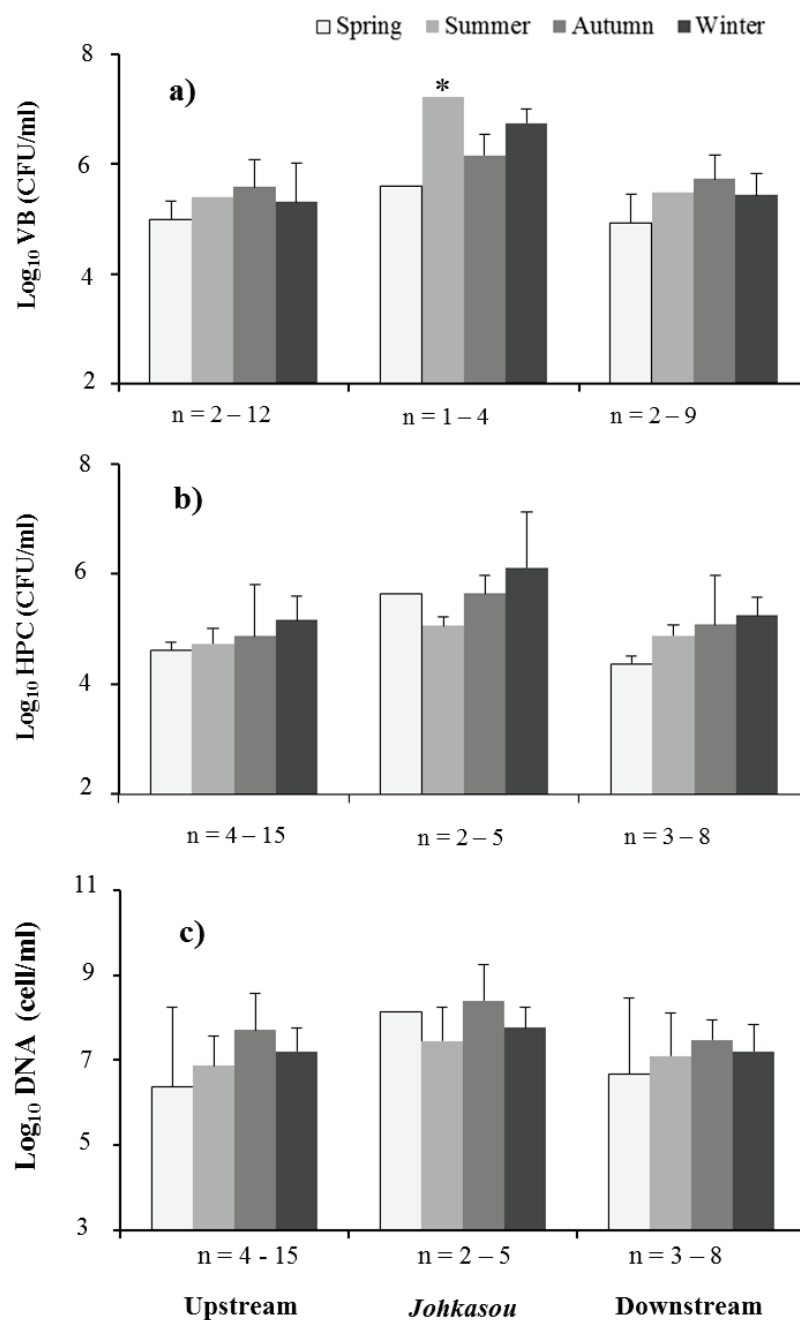 Spring Summer Autumn Winter
a)
*
Log10 VB (CFU/ml)
8
6
4
2
n = 2 – 12 n = 1 – 4 n = 2 – 9
b)
Log10 HPC (CFU/ml)
8
6
4
2
n = 4 – 15 n = 2 – 5 n = 3 – 8
c)
Log10 DNA (cell/ml)
11
9
7
5
3
n = 4 - 15 n = 2 – 5 n = 3 – 8
Upstream Johkasou Downstream